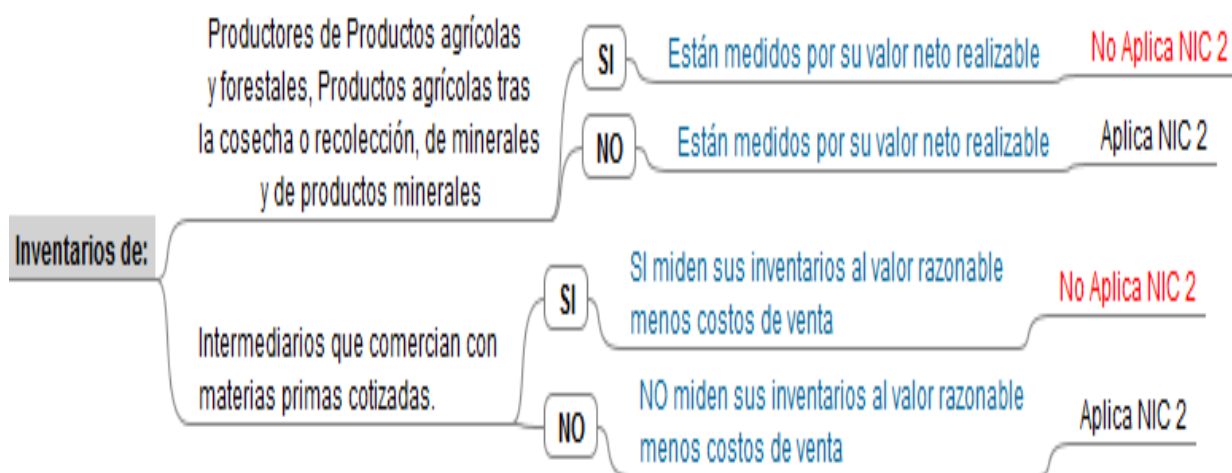 Inventarios de:
Productores de Productos agrícolas
y forestales, Productos agrícolas tras
la cosecha o recolección, de minerales
y de productos minerales
SI
Están medidos por su valor neto realizable
No Aplica NIC 2
NO
Están medidos por su valor neto realizable
Aplica NIC 2
Intermediarios que comercian con
materias primas cotizadas.
SI
SI miden sus inventarios al valor razonable
menos costos de venta
No Aplica NIC 2
NO
NO miden sus inventarios al valor razonable
menos costos de venta
Aplica NIC 2